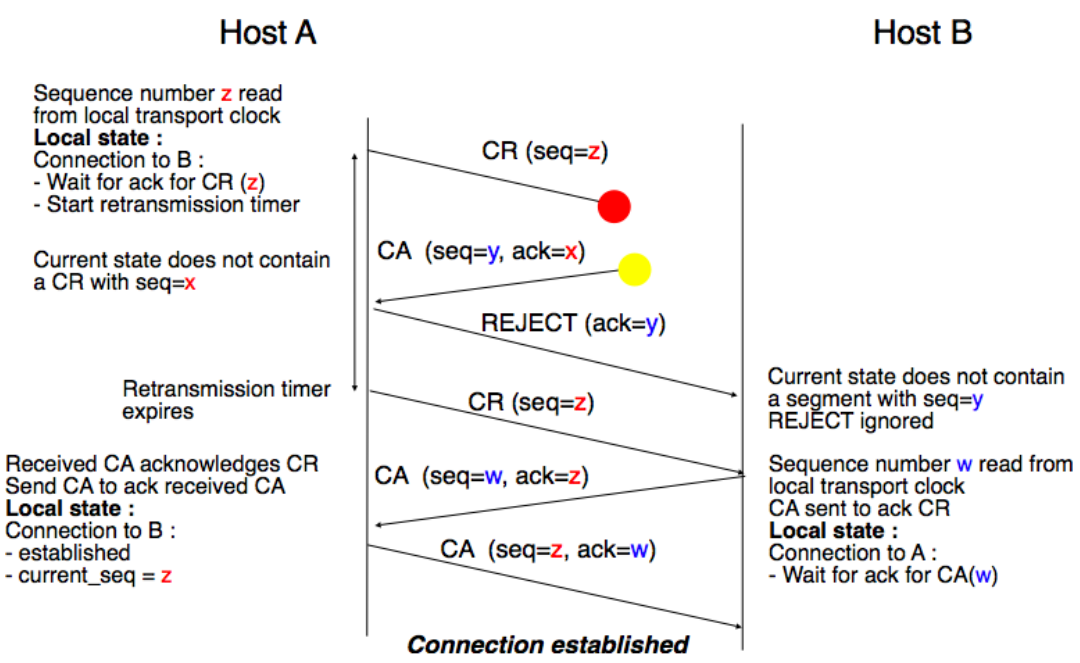 Host A
Host B
Sequence number z read
from local transport clock
Local state :
Connection to B :
- Wait for ack for CR (z)
- Start retransmission timer
CR (seq=z)
CA (seq=y, ack=x)
Current state does not contain
a CR with seq=x
REJECT (ack=y)
Current state does not contain
a segment with seq=y
REJECT ignored
Retransmission timer
expires
CR (seq=z)
Received CA acknowledges CR
Send CA to ack received CA
Local state :
Connection to B :
- established
- current_seq = z
CA (seq=w, ack=z)
Sequence number w read from
local transport clock
CA sent to ack CR
Local state :
Connection to A :
- Wait for ack for CA(w)
CA (seq=z, ack=w)
Connection established